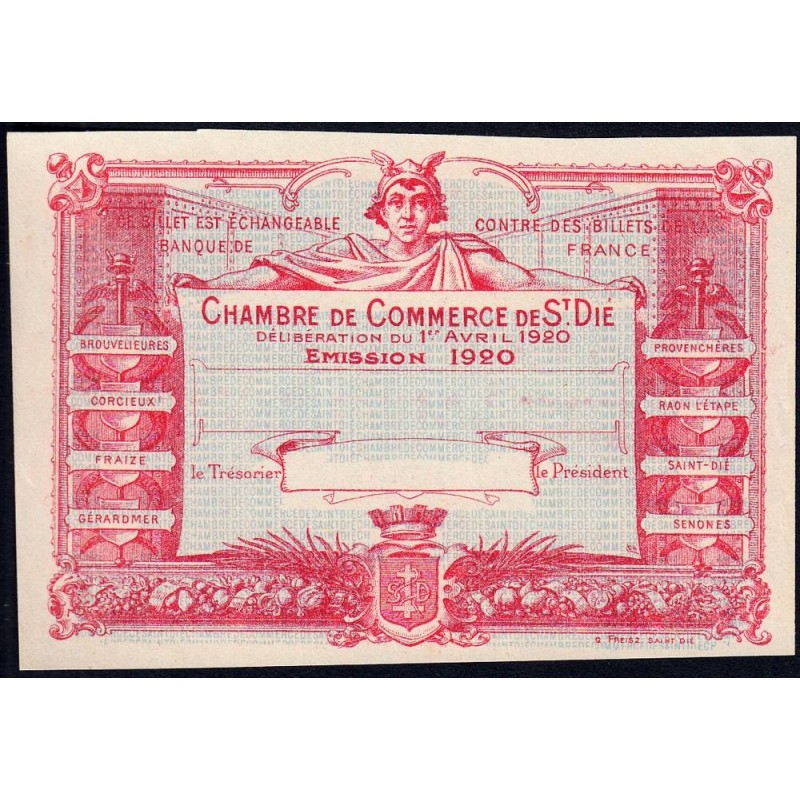 CE BILLET EST ÉCHANGEABLE CONTRE DES BILLETS DE LA
BANQUE DE FRANCE
CHAMBRE DE COMMERCE DE ST DIÉ
DÉLIBÉRATION DU 1er AVRIL 1920
EMISSION 1920
BROUVELIEURES
CORCIEUX
FRAIZE
GÉRARDMER
PROVENCHÈRES
RAON L'ÉTAPE
SAINT-DIÉ
SENONES
le Trésorier
le Président
SD
G. FREISZ, SAINT DIÉ